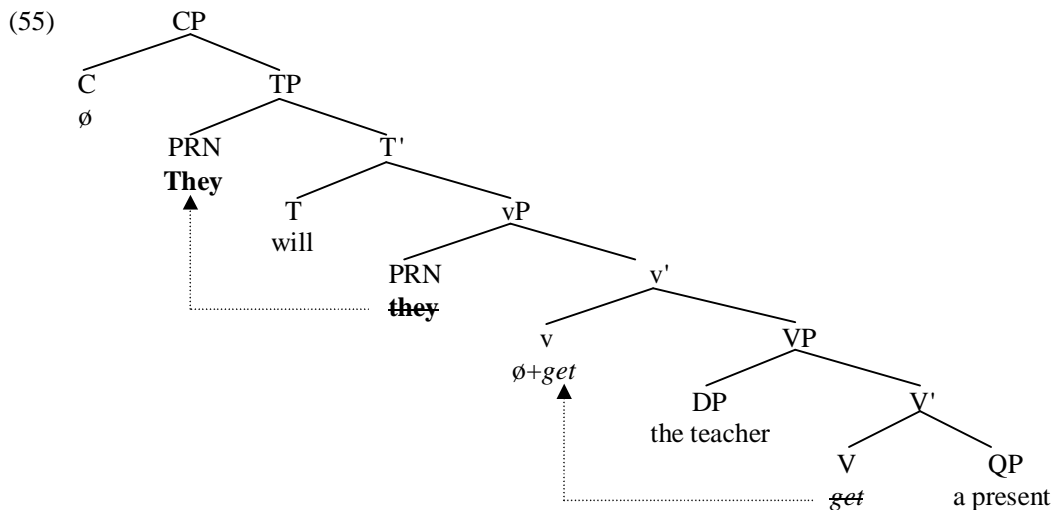 (55) CP
C TP
ø
PRN T'
They
T vP
will
PRN v'
they
v VP
ø+get
DP V'
the teacher
V QP
get a present